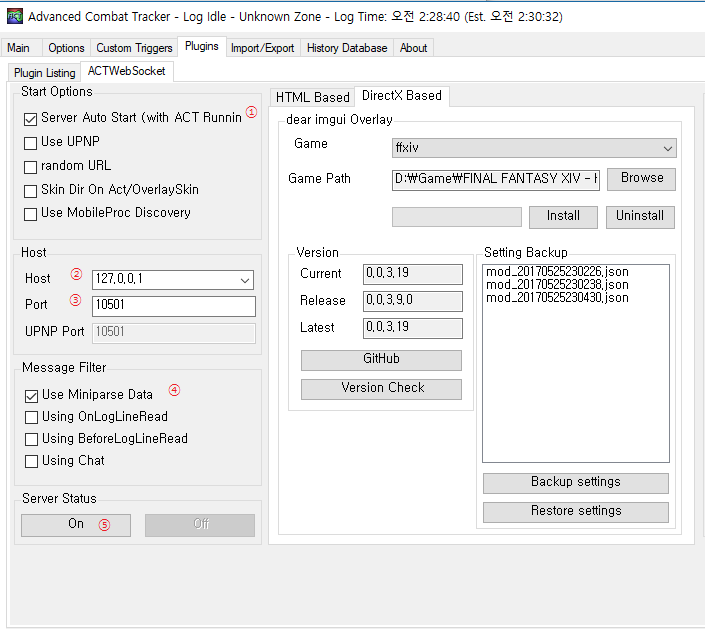 Advanced Combat Tracker - Log Idle - Unknown Zone - Log Time: 오전 2:28:40 (Est. 오전 2:30:32)
Main Options Custom Triggers Plugins Import/Export History Database About
Plugin Listing ACTWebSocket
Start Options
Server Auto Start (with ACT Runnin ①
Use UPNP
random URL
Skin Dir On Act/OverlaySkin
Use MobileProc Discovery
Host
Host ② 127.0.0.1
Port ③ 10501
UPNP Port 10501
Message Filter
Use Miniparse Data ④
Using OnLogLineRead
Using BeforeLogLineRead
Using Chat
Server Status
On ⑤ Off
HTML Based DirectX Based
dear imgui Overlay
Game ffxiv
Game Path D:\Game\FINAL FANTASY XIV - Browse
Install Uninstall
Version
Current 0.0.3.19
Release 0.0.3.9.0
Latest 0.0.3.19
GitHub
Version Check
Setting Backup
mod_20170525230226.json
mod_20170525230238.json
mod_20170525230430.json
Backup settings
Restore settings